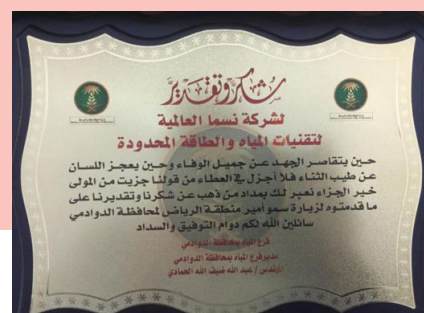 شكر وتقدير
لشركة نسما العالمية
لتقنيات المياه والطاقة المحدودة
حين يتقاصر الجهد عن جميل الوفاء وحين يعجز اللسان
عن طيب الثناء فلا أجزل في العطاء من قولنا جزيت من المولى
خير الجزاء نعبر لك بمداد من ذهب عن شكرنا وتقديرنا على
ما قدمتوه لزيارة سمو أمير منطقة الرياض لمحافظة الدوادمي
سائلين الله لكم دوام التوفيق والسداد
فرع المياه بمحافظة الدوادمي
مدير فرع المياه بمحافظة الدوادمي
المهندس / عبد الله ضيف الله الحمادي